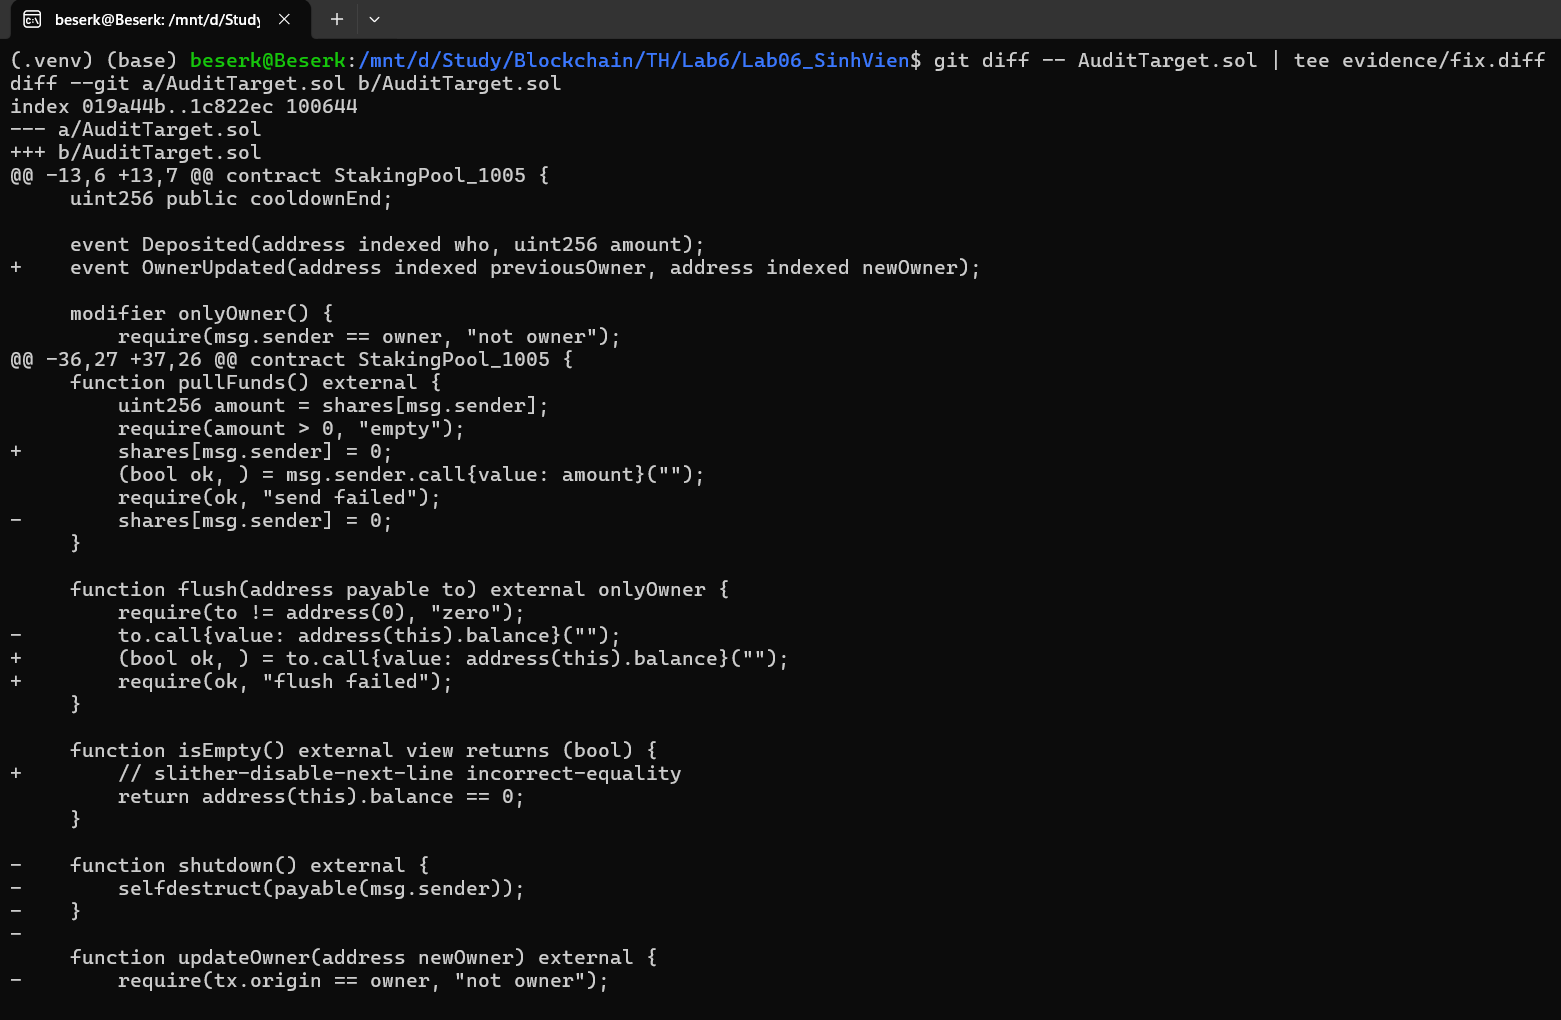 beserk@Beserk: /mnt/d/Study
(.venv) (base) beserk@Beserk:/mnt/d/Study/Blockchain/TH/Lab6/Lab06_SinhVien$ git diff -- AuditTarget.sol | tee evidence/fix.diff
diff --git a/AuditTarget.sol b/AuditTarget.sol
index 019a44b..1c822ec 100644
--- a/AuditTarget.sol
+++ b/AuditTarget.sol
@@ -13,6 +13,7 @@ contract StakingPool_1005 {
     uint256 public cooldownEnd;

     event Deposited(address indexed who, uint256 amount);
+    event OwnerUpdated(address indexed previousOwner, address indexed newOwner);

     modifier onlyOwner() {
         require(msg.sender == owner, "not owner");
@@ -36,27 +37,26 @@ contract StakingPool_1005 {
     function pullFunds() external {
         uint256 amount = shares[msg.sender];
         require(amount > 0, "empty");
+        shares[msg.sender] = 0;
         (bool ok, ) = msg.sender.call{value: amount}("");
         require(ok, "send failed");
-        shares[msg.sender] = 0;
     }

     function flush(address payable to) external onlyOwner {
         require(to != address(0), "zero");
-        to.call{value: address(this).balance}("");
+        (bool ok, ) = to.call{value: address(this).balance}("");
+        require(ok, "flush failed");
     }

     function isEmpty() external view returns (bool) {
+        // slither-disable-next-line incorrect-equality
         return address(this).balance == 0;
     }

-    function shutdown() external {
-        selfdestruct(payable(msg.sender));
-    }
-
     function updateOwner(address newOwner) external {
-        require(tx.origin == owner, "not owner");